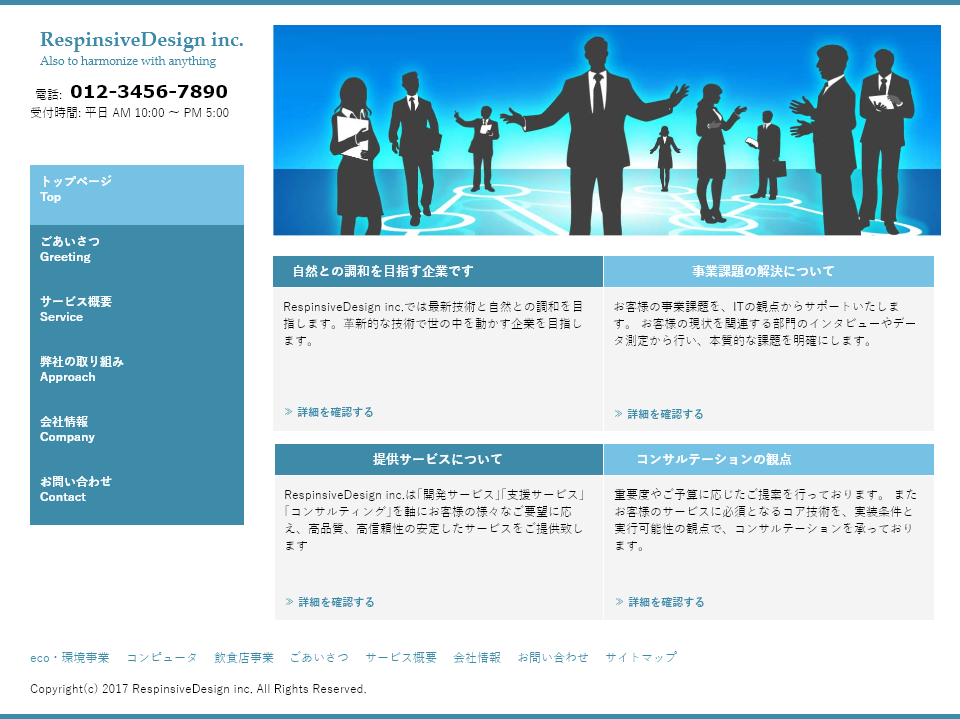 RespinsiveDesign inc.
Also to harmonize with anything
電話: 012-3456-7890
受付時間: 平日 AM 10:00 ～ PM 5:00
トップページ
Top
ごあいさつ
Greeting
サービス概要
Service
弊社の取り組み
Approach
会社情報
Company
お問い合わせ
Contact
自然との調和を目指す企業です
RespinsiveDesign inc.では最新技術と自然との調和を目
指します。革新的な技術で世の中を動かす企業を目指し
ます。
≫ 詳細を確認する
事業課題の解決について
お客様の事業課題を、ITの観点からサポートいたしま
す。 お客様の現状を関連する部門のインタビューやデー
タ測定から行い、本質的な課題を明確にします。
≫ 詳細を確認する
提供サービスについて
RespinsiveDesign inc.は｢開発サービス｣｢支援サービス｣
｢コンサルティング｣を軸にお客様の様々なご要望に応
え、高品質、高信頼性の安定したサービスをご提供致し
ます
≫ 詳細を確認する
コンサルテーションの観点
重要度やご予算に応じたご提案を行っております。 また
お客様のサービスに必須となるコア技術を、実装条件と
実行可能性の観点で、コンサルテーションを承っており
ます。
≫ 詳細を確認する
eco・環境事業 コンピュータ 飲食店事業 ごあいさつ サービス概要 会社情報 お問い合わせ サイトマップ
Copyright(c) 2017 RespinsiveDesign inc. All Rights Reserved.